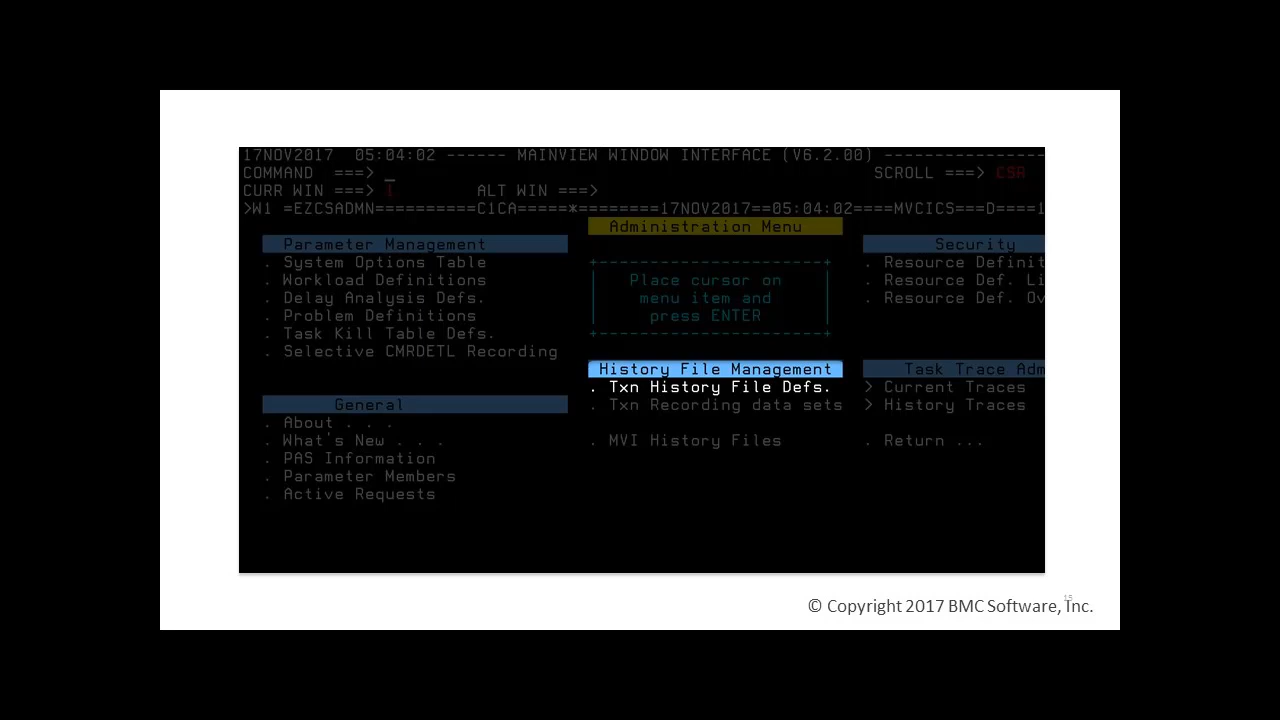 17NOV2017  05:04:02 ------ MAINVIEW WINDOW INTERFACE (V6.2.00) ----------------
COMMAND  ===> _                                                SCROLL ===> CSR
CURR WIN ===> 1        ALT WIN ===>
>W1 =EZCSADMN==========C1CA=====*========17NOV2017==05:04:02====MVCICS===D====1
Administration Menu
Parameter Management
. System Options Table
. Workload Definitions
. Delay Analysis Defs.
. Problem Definitions
. Task Kill Table Defs.
. Selective CMRDETL Recording
General
. About . . .
. What's New . . .
. PAS Information
. Parameter Members
. Active Requests
+----------------------+
| Place cursor on |
| menu item and |
| press ENTER |
+----------------------+
History File Management
. Txn History File Defs.
. Txn Recording data sets
. MVI History Files
Security
. Resource Definit
. Resource Def. Li
. Resource Def. Ov
Task Trace Adm
> Current Traces
> History Traces
. Return ...
15
© Copyright 2017 BMC Software, Inc.